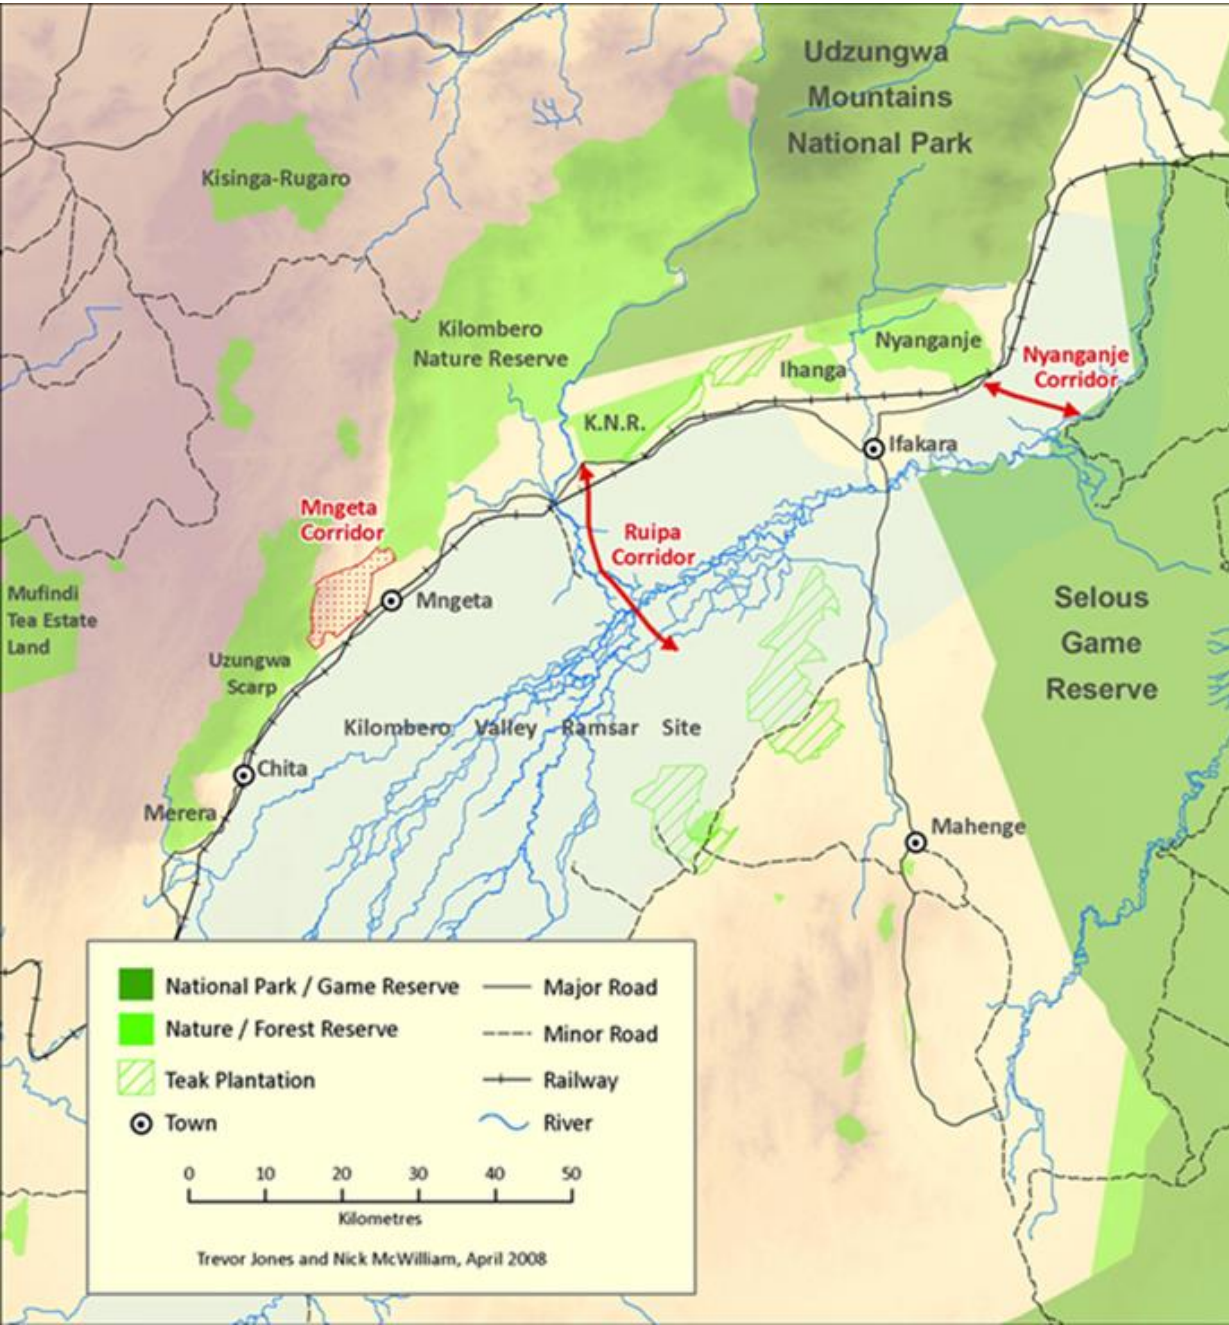 Udzungwa
Mountains
National Park
Kisinga-Rugaro
Kilombero
Nature Reserve
Nyanganje
Ihanga
Nyanganje
Corridor
K.N.R.
Ifakara
Mngeta
Corridor
Ruipa
Corridor
Mufindi
Tea Estate
Land
Mngeta
Selous
Game
Reserve
Uzungwa
Scarp
Kilombero Valley Ramsar Site
Chita
Merera
Mahenge
National Park / Game Reserve
Major Road
Nature / Forest Reserve
Minor Road
Teak Plantation
Railway
Town
River
0 10 20 30 40 50
Kilometres
Trevor Jones and Nick McWilliam, April 2008